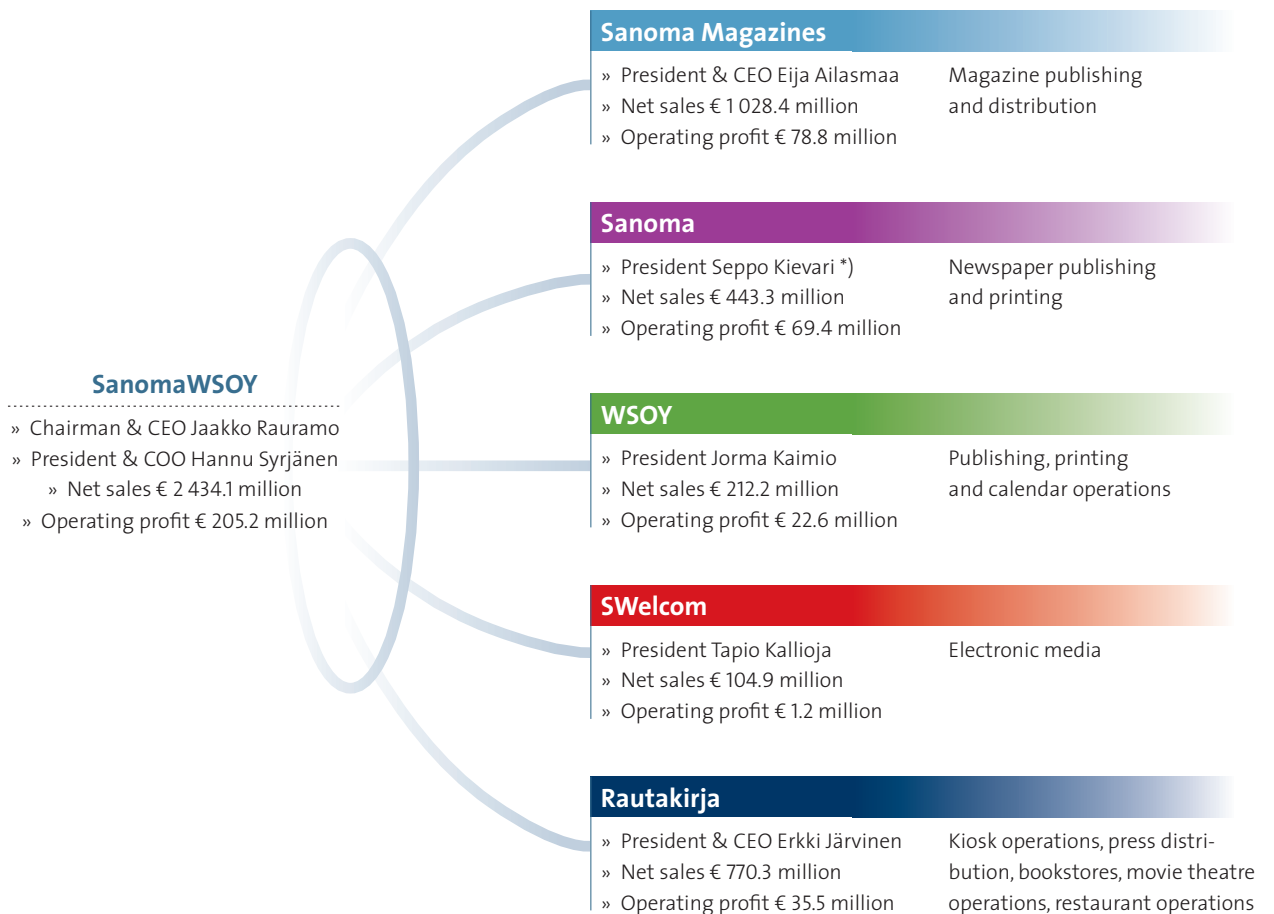 SanomaWSOY
» Chairman & CEO Jaakko Rauramo
» President & COO Hannu Syrjänen
» Net sales € 2 434.1 million
» Operating profit € 205.2 million
Sanoma Magazines
» President & CEO Eija Ailasmaa
» Net sales € 1 028.4 million
» Operating profit € 78.8 million
Magazine publishing
and distribution
Sanoma
» President Seppo Kievari *)
» Net sales € 443.3 million
» Operating profit € 69.4 million
Newspaper publishing
and printing
WSOY
» President Jorma Kaimio
» Net sales € 212.2 million
» Operating profit € 22.6 million
Publishing, printing
and calendar operations
SWelcom
» President Tapio Kallioja
» Net sales € 104.9 million
» Operating profit € 1.2 million
Electronic media
Rautakirja
» President & CEO Erkki Järvinen
» Net sales € 770.3 million
» Operating profit € 35.5 million
Kiosk operations, press distri-
bution, bookstores, movie theatre
operations, restaurant operations